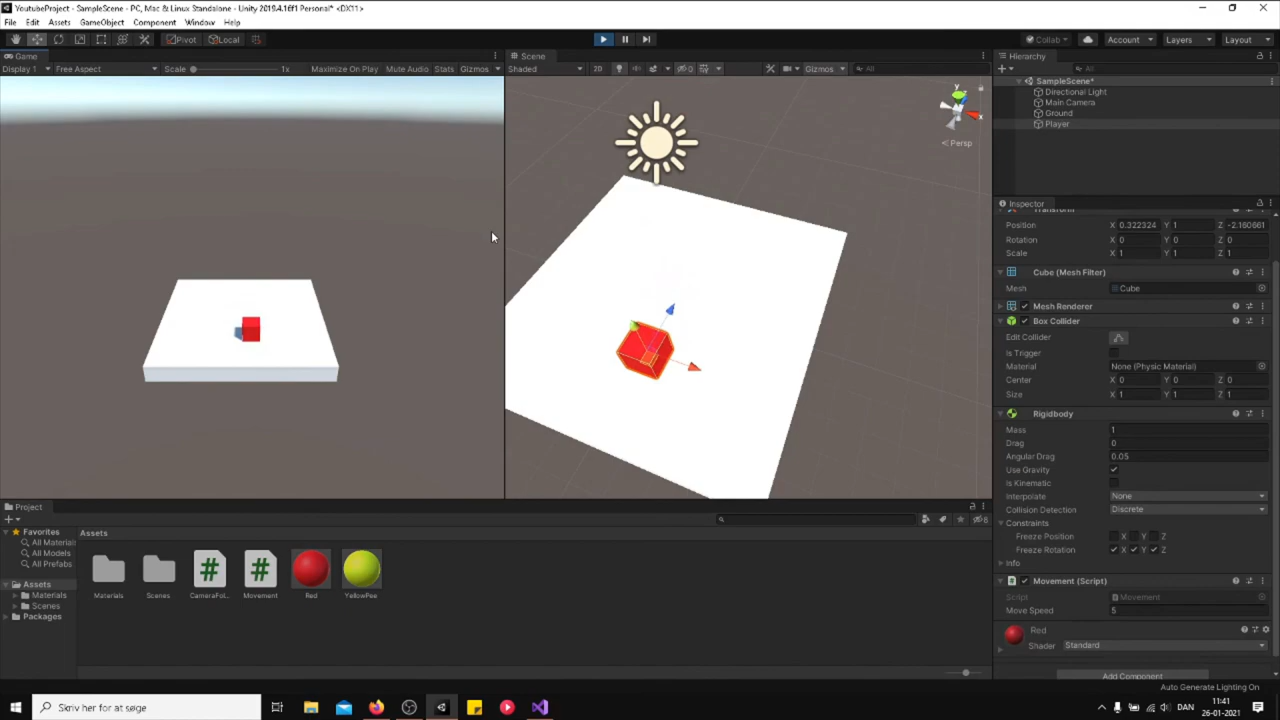 YoutubeProject - SampleScene - PC, Mac & Linux Standalone - Unity 2019.4.16f1 Personal* <DX11>
File Edit Assets GameObject Component Window Help
Pivot Local Collab Account Layers Layout
Game
Display 1 Free Aspect Scale 1x Maximize On Play Mute Audio Stats Gizmos
Scene
Shaded 2D 0 Gizmos All
y
x
Persp
Hierarchy
All
SampleScene*
Directional Light
Main Camera
Ground
Player
Inspector
Transform
Position X 0.322324 Y 1 Z -2.160661
Rotation X 0 Y 0 Z 0
Scale X 1 Y 1 Z 1
Cube (Mesh Filter)
Mesh Cube
Mesh Renderer
Box Collider
Edit Collider
Is Trigger
Material None (Physic Material)
Center X 0 Y 0 Z 0
Size X 1 Y 1 Z 1
Rigidbody
Mass 1
Drag 0
Angular Drag 0.05
Use Gravity
Is Kinematic
Interpolate None
Collision Detection Discrete
Constraints
Freeze Position X Y Z
Freeze Rotation X Y Z
Info
Movement (Script)
Script Movement
Move Speed 5
Red
Shader Standard
Add Component
Auto Generate Lighting On
Project
8
Favorites
All Materials
All Models
All Prefabs
Assets
Materials
Scenes
Packages
Assets
Materials Scenes CameraFol... Movement Red YellowPee
Skriv her for at søge
DAN
11:41
26-01-2021